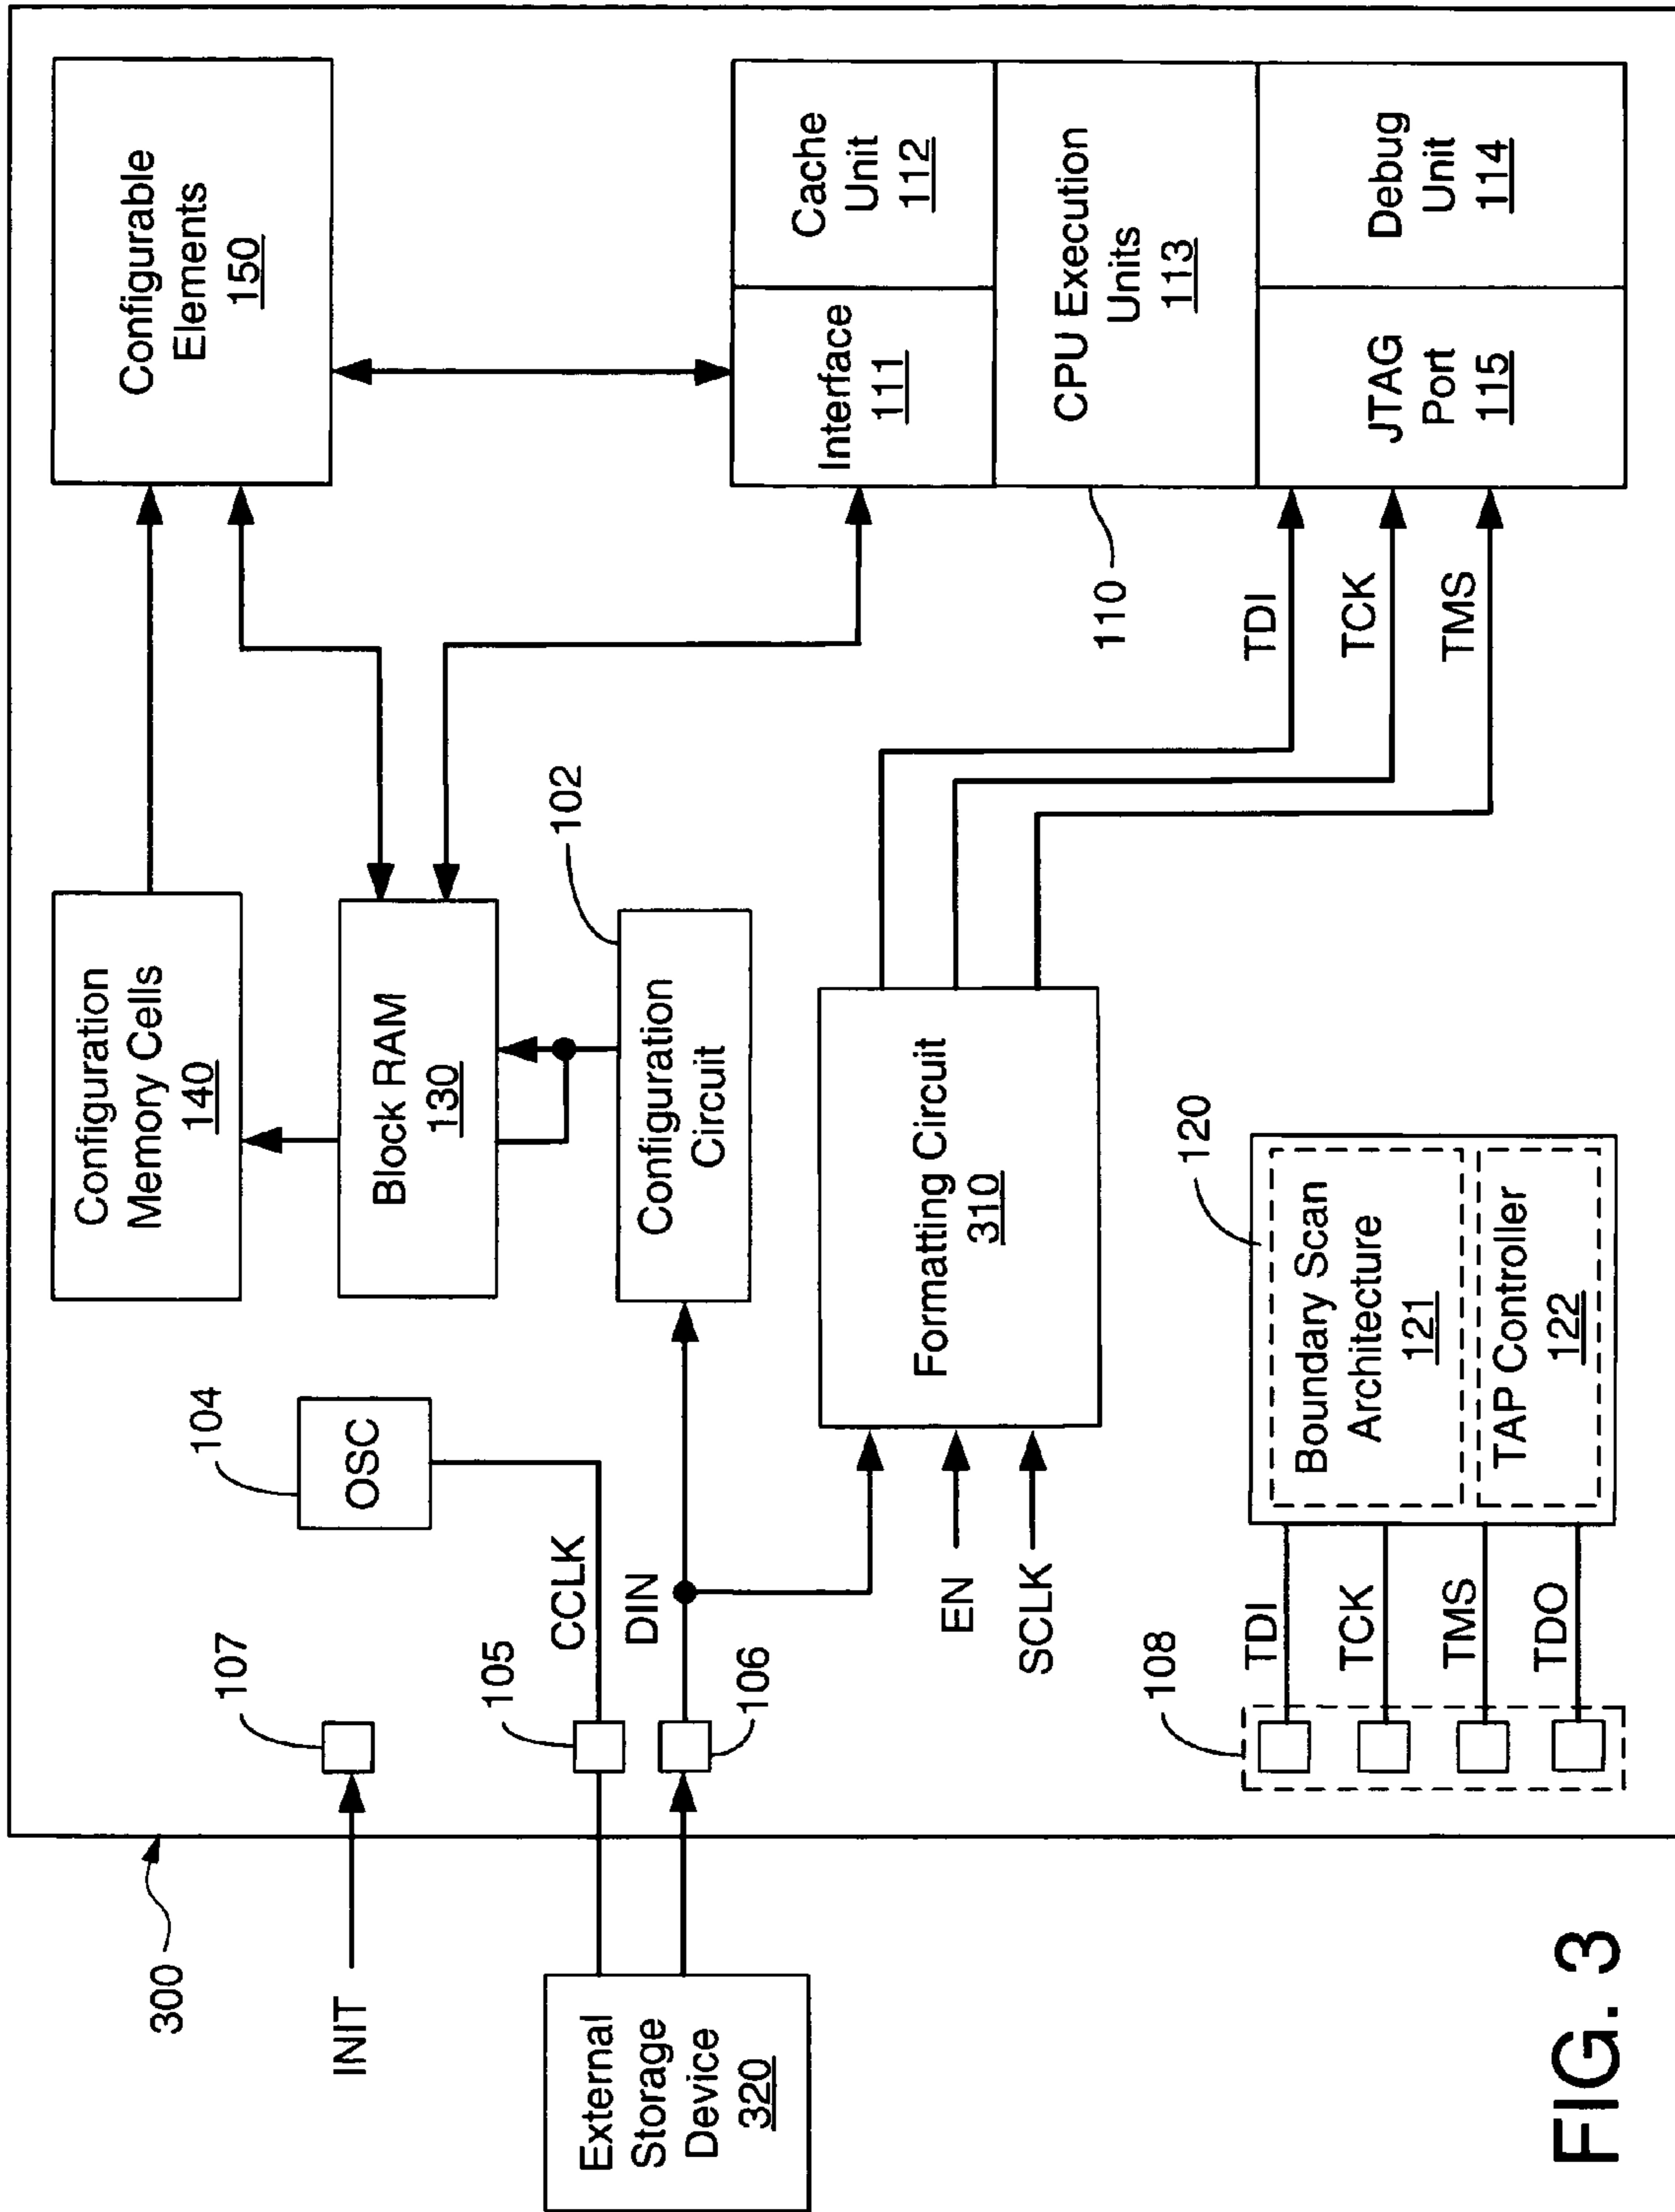 300
INIT
107
104
OSC
CCLK
105
DIN
106
External
Storage
Device
320
Configuration
Memory Cells
140
Block RAM
130
102
Configuration
Circuit
Configurable
Elements
150
Interface
111
Cache
Unit
112
CPU Execution
Units
113
110
JTAG
Port
115
Debug
Unit
114
Formatting Circuit
310
EN
SCLK
TDI
TCK
TMS
108
TDI
TCK
TMS
TDO
120
Boundary Scan
Architecture
121
TAP Controller
122
FIG. 3